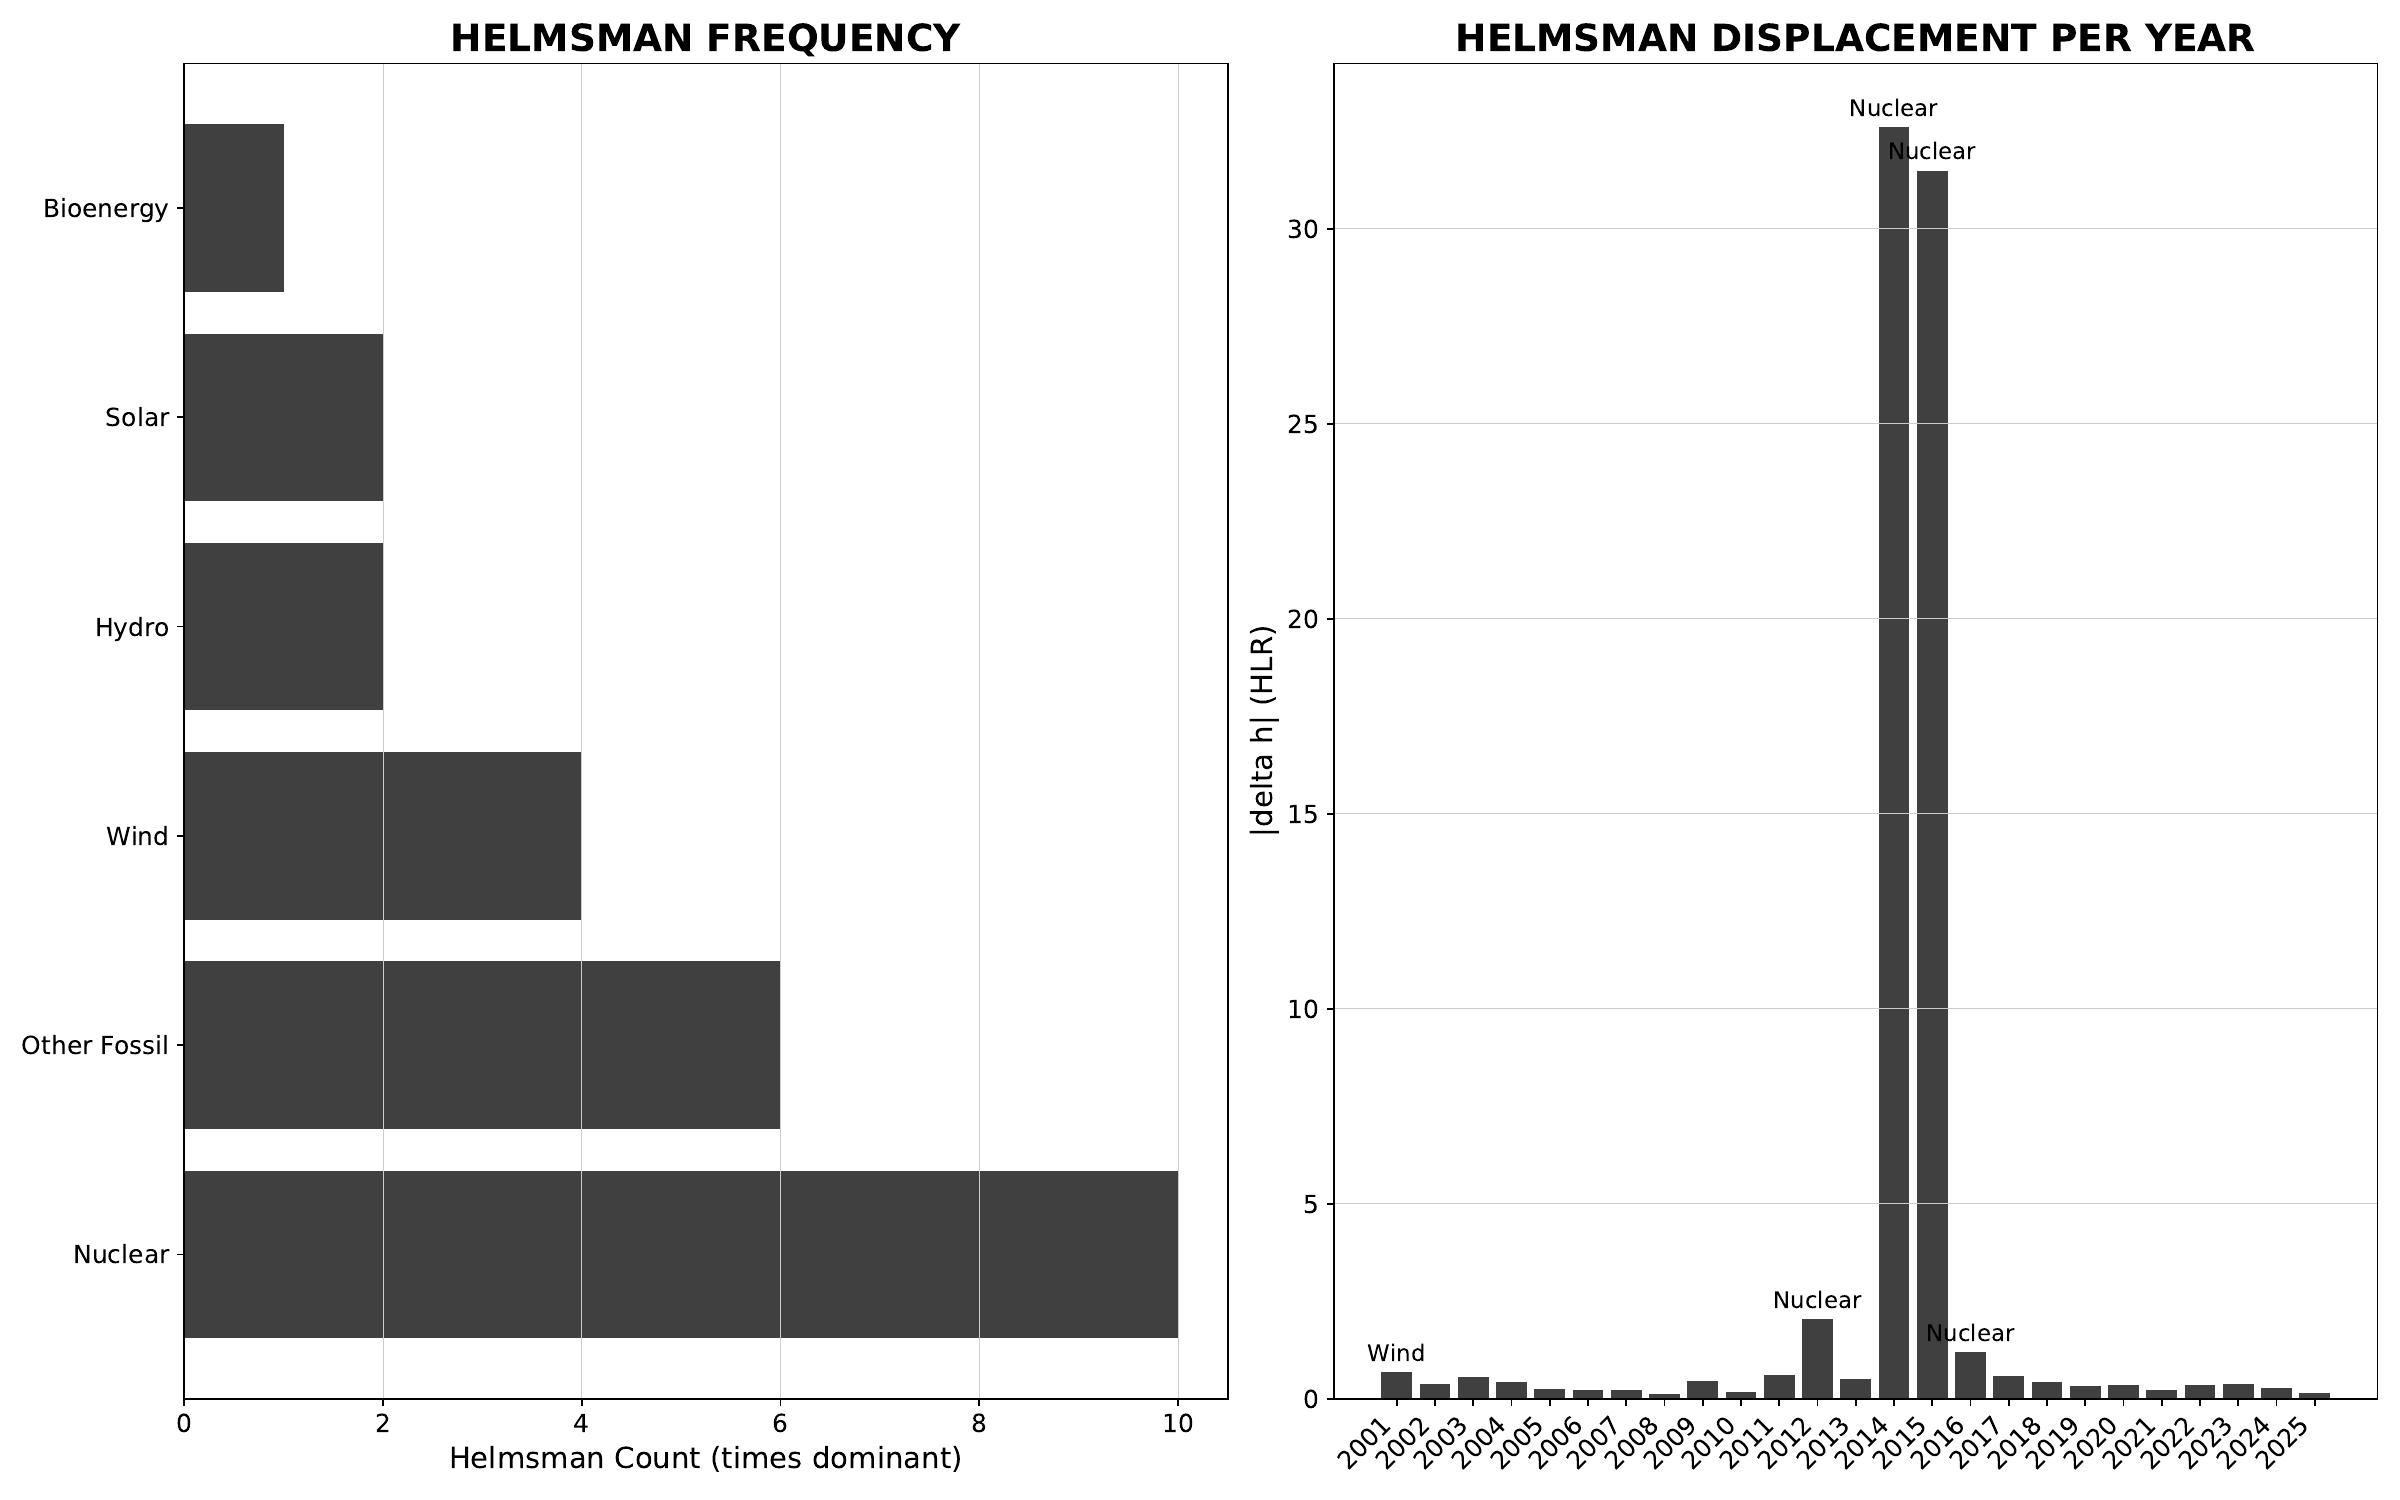 HELMSMAN FREQUENCY
Bioenergy
Solar
Hydro
Wind
Other Fossil
Nuclear
0 2 4 6 8 10
Helmsman Count (times dominant)
HELMSMAN DISPLACEMENT PER YEAR
|delta h| (HLR)
30
25
20
15
10
5
0
Wind
Nuclear
Nuclear
Nuclear
Nuclear
2001 2002 2003 2004 2005 2006 2007 2008 2009 2010 2011 2012 2013 2014 2015 2016 2017 2018 2019 2020 2021 2022 2023 2024 2025